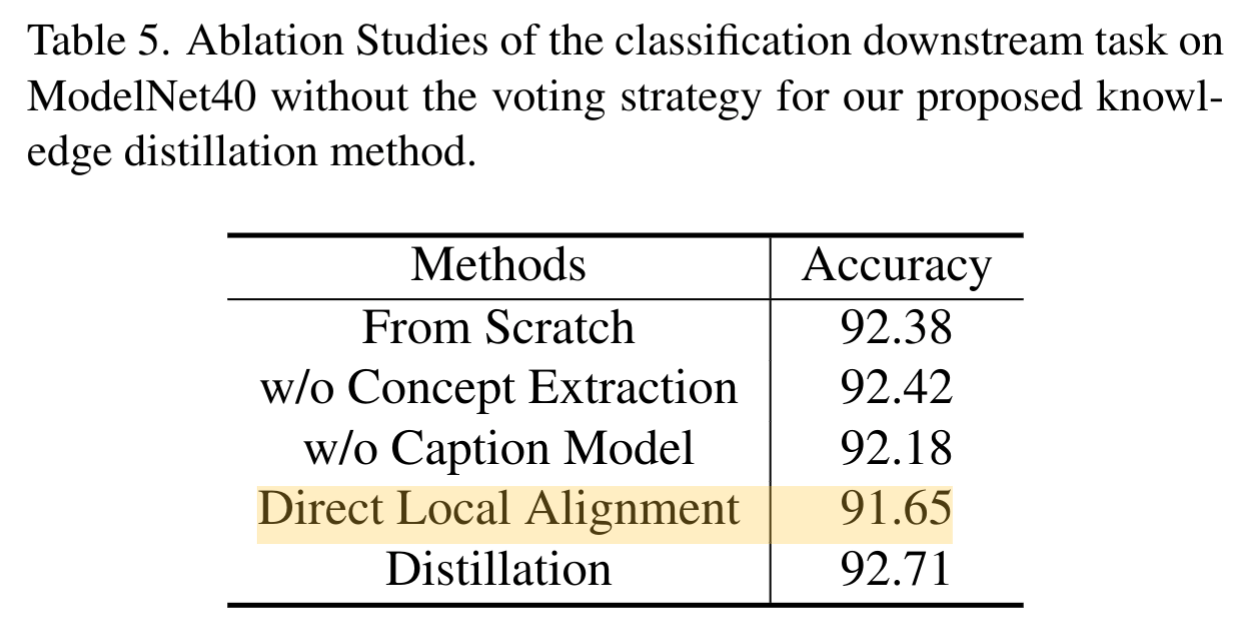 Table 5. Ablation Studies of the classification downstream task on
ModelNet40 without the voting strategy for our proposed knowl-
edge distillation method.
Methods Accuracy
From Scratch 92.38
w/o Concept Extraction 92.42
w/o Caption Model 92.18
Direct Local Alignment 91.65
Distillation 92.71